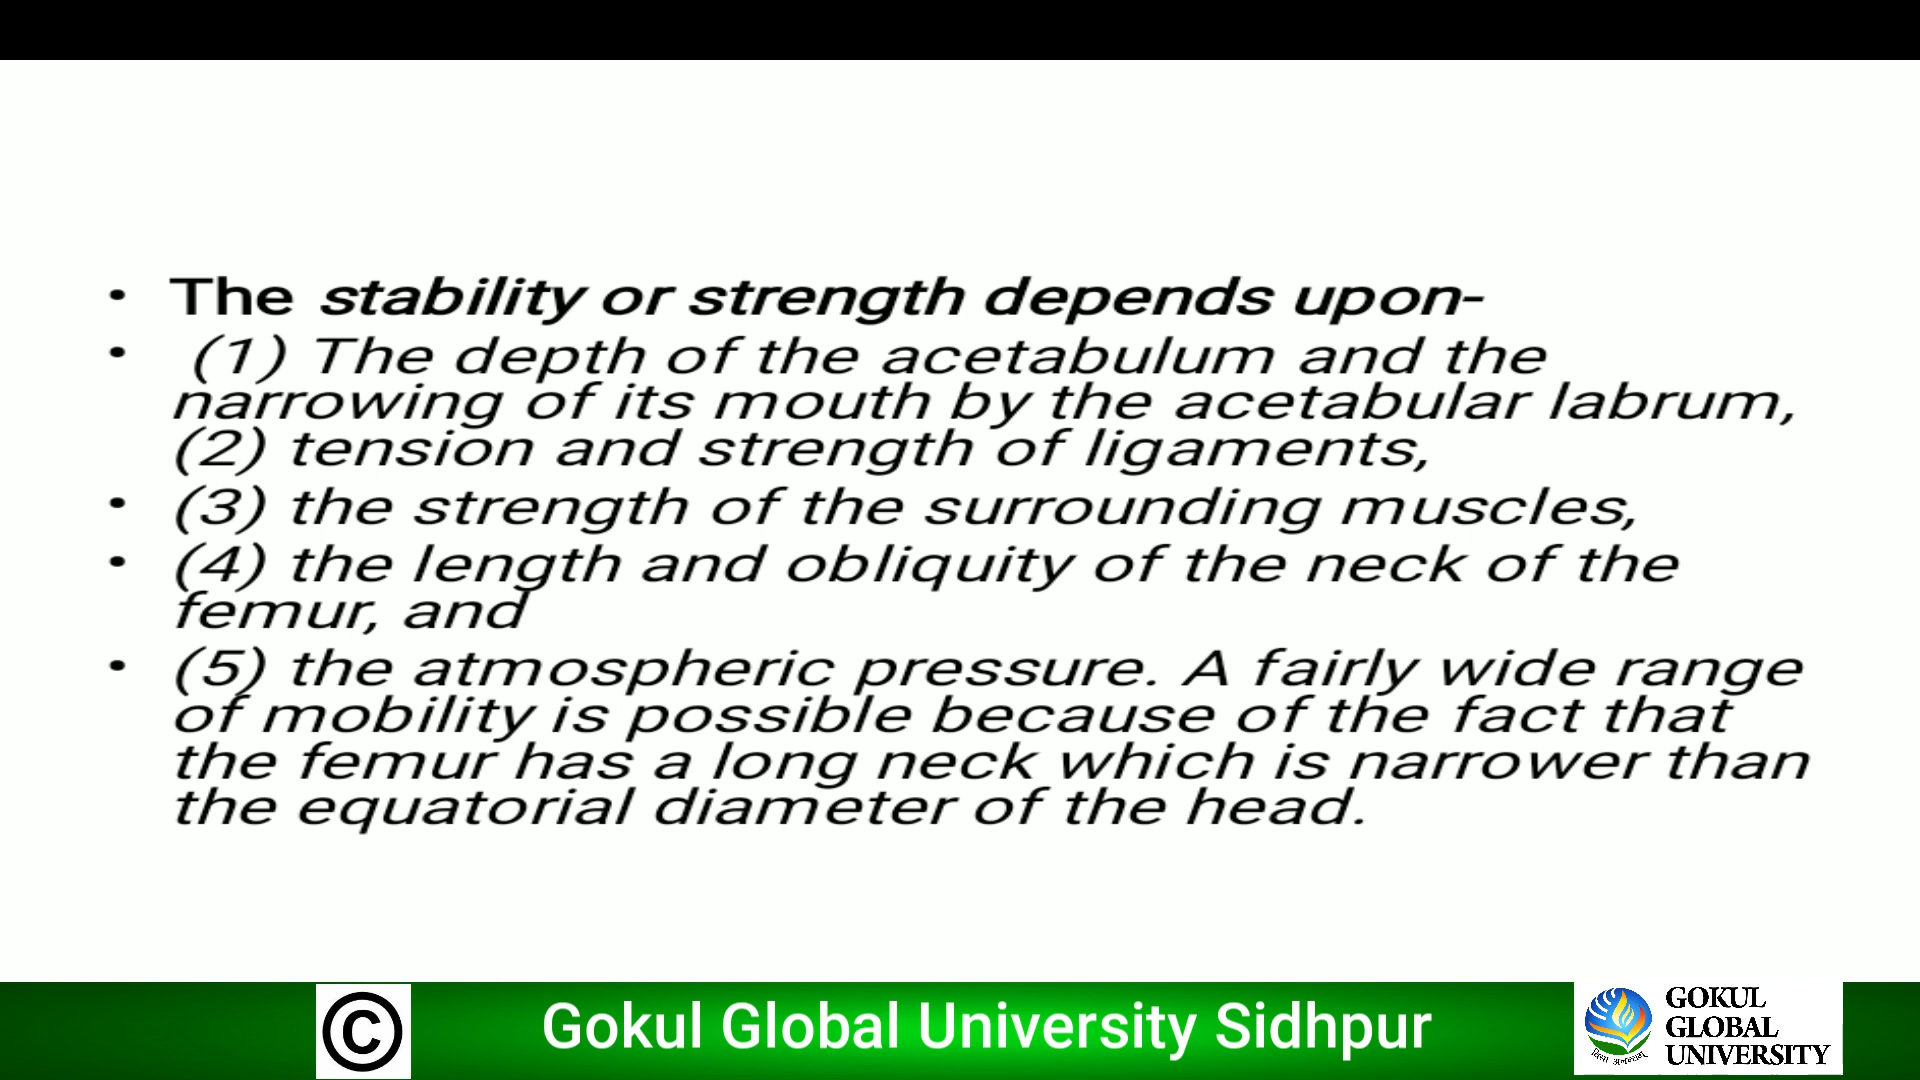 • The stability or strength depends upon-
• (1) The depth of the acetabulum and the
narrowing of its mouth by the acetabular labrum,
(2) tension and strength of ligaments,
• (3) the strength of the surrounding muscles,
• (4) the length and obliquity of the neck of the
femur, and
• (5) the atmospheric pressure. A fairly wide range
of mobility is possible because of the fact that
the femur has a long neck which is narrower than
the equatorial diameter of the head.
©
Gokul Global University Sidhpur
GOKUL
GLOBAL
UNIVERSITY